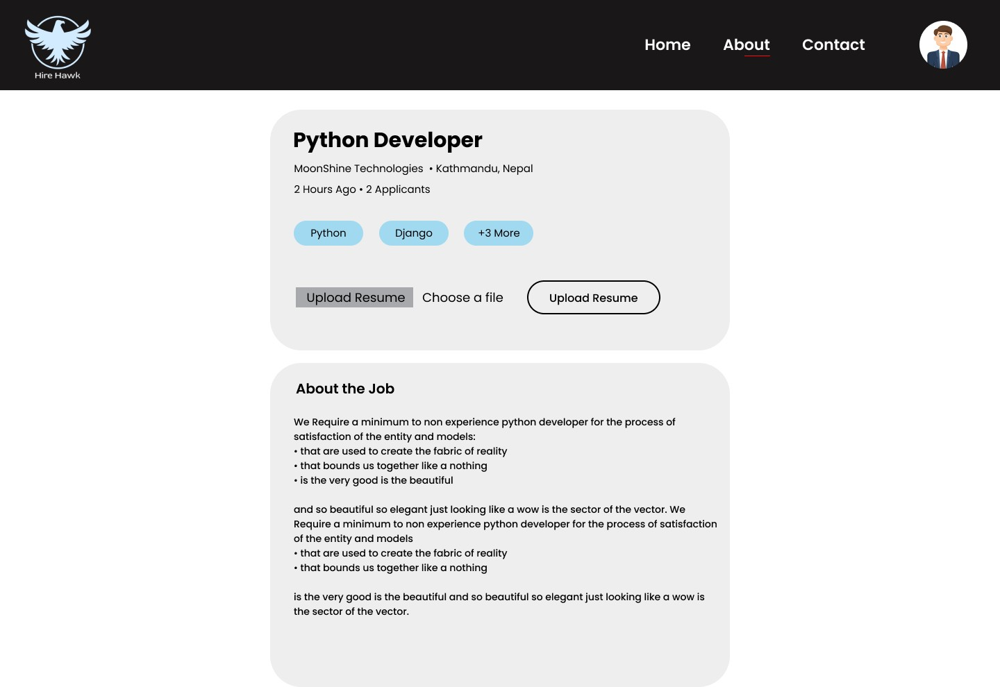 Hire Hawk
Home About Contact
Python Developer
MoonShine Technologies • Kathmandu, Nepal
2 Hours Ago • 2 Applicants
Python Django +3 More
Upload Resume Choose a file Upload Resume
About the Job
We Require a minimum to non experience python developer for the process of
satisfaction of the entity and models:
• that are used to create the fabric of reality
• that bounds us together like a nothing
• is the very good is the beautiful
and so beautiful so elegant just looking like a wow is the sector of the vector. We
Require a minimum to non experience python developer for the process of satisfaction
of the entity and models
• that are used to create the fabric of reality
• that bounds us together like a nothing
is the very good is the beautiful and so beautiful so elegant just looking like a wow is
the sector of the vector.